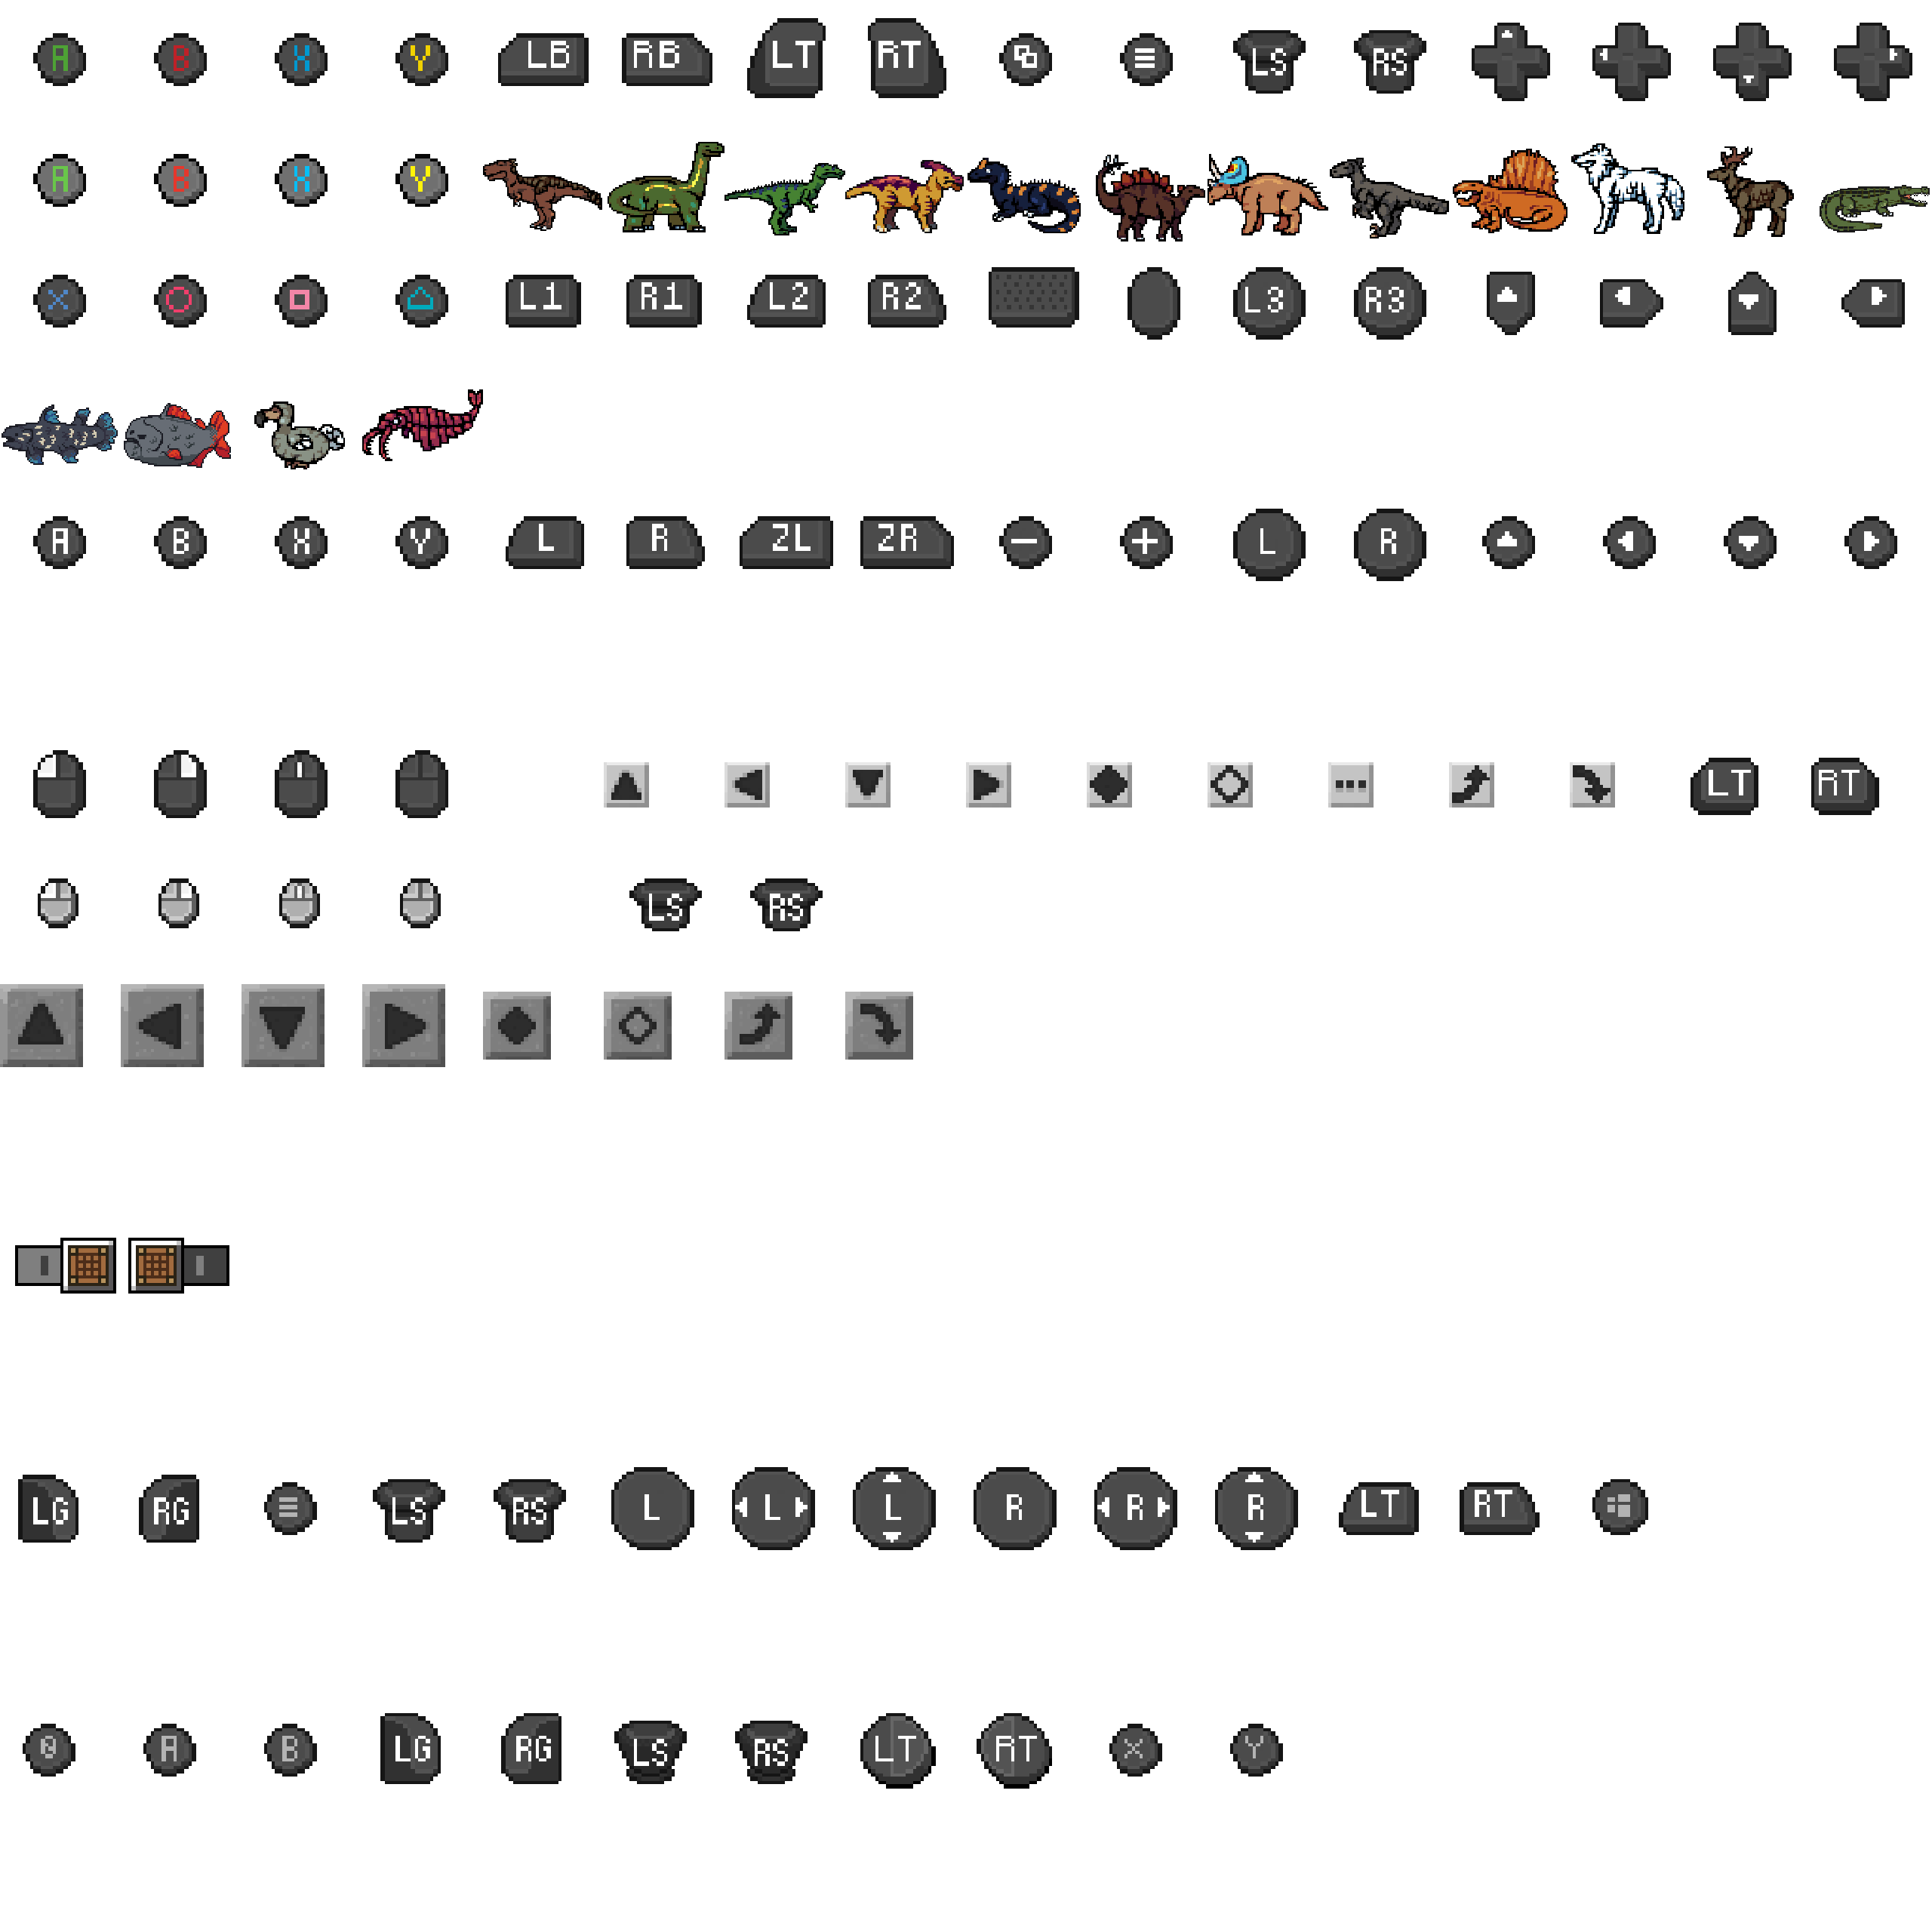 A B X Y LB RB LT RT LS RS
A B X Y
L1 R1 L2 R2 L3 R3
A B X Y L R ZL ZR L R
LT RT
LS RS
LG RG LS RS L L L R R R LT RT
A B LG RG LS RS LT RT X Y